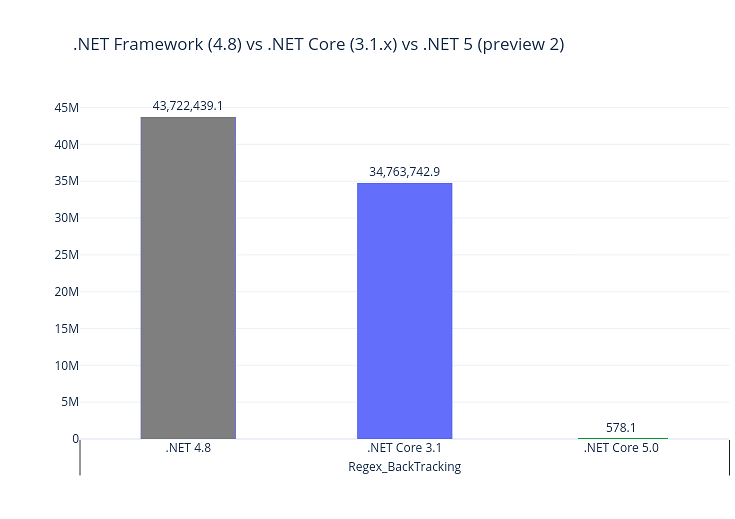 .NET Framework (4.8) vs .NET Core (3.1.x) vs .NET 5 (preview 2)
45M
40M
35M
30M
25M
20M
15M
10M
5M
0
43,722,439.1
34,763,742.9
578.1
.NET 4.8
.NET Core 3.1
.NET Core 5.0
Regex_BackTracking